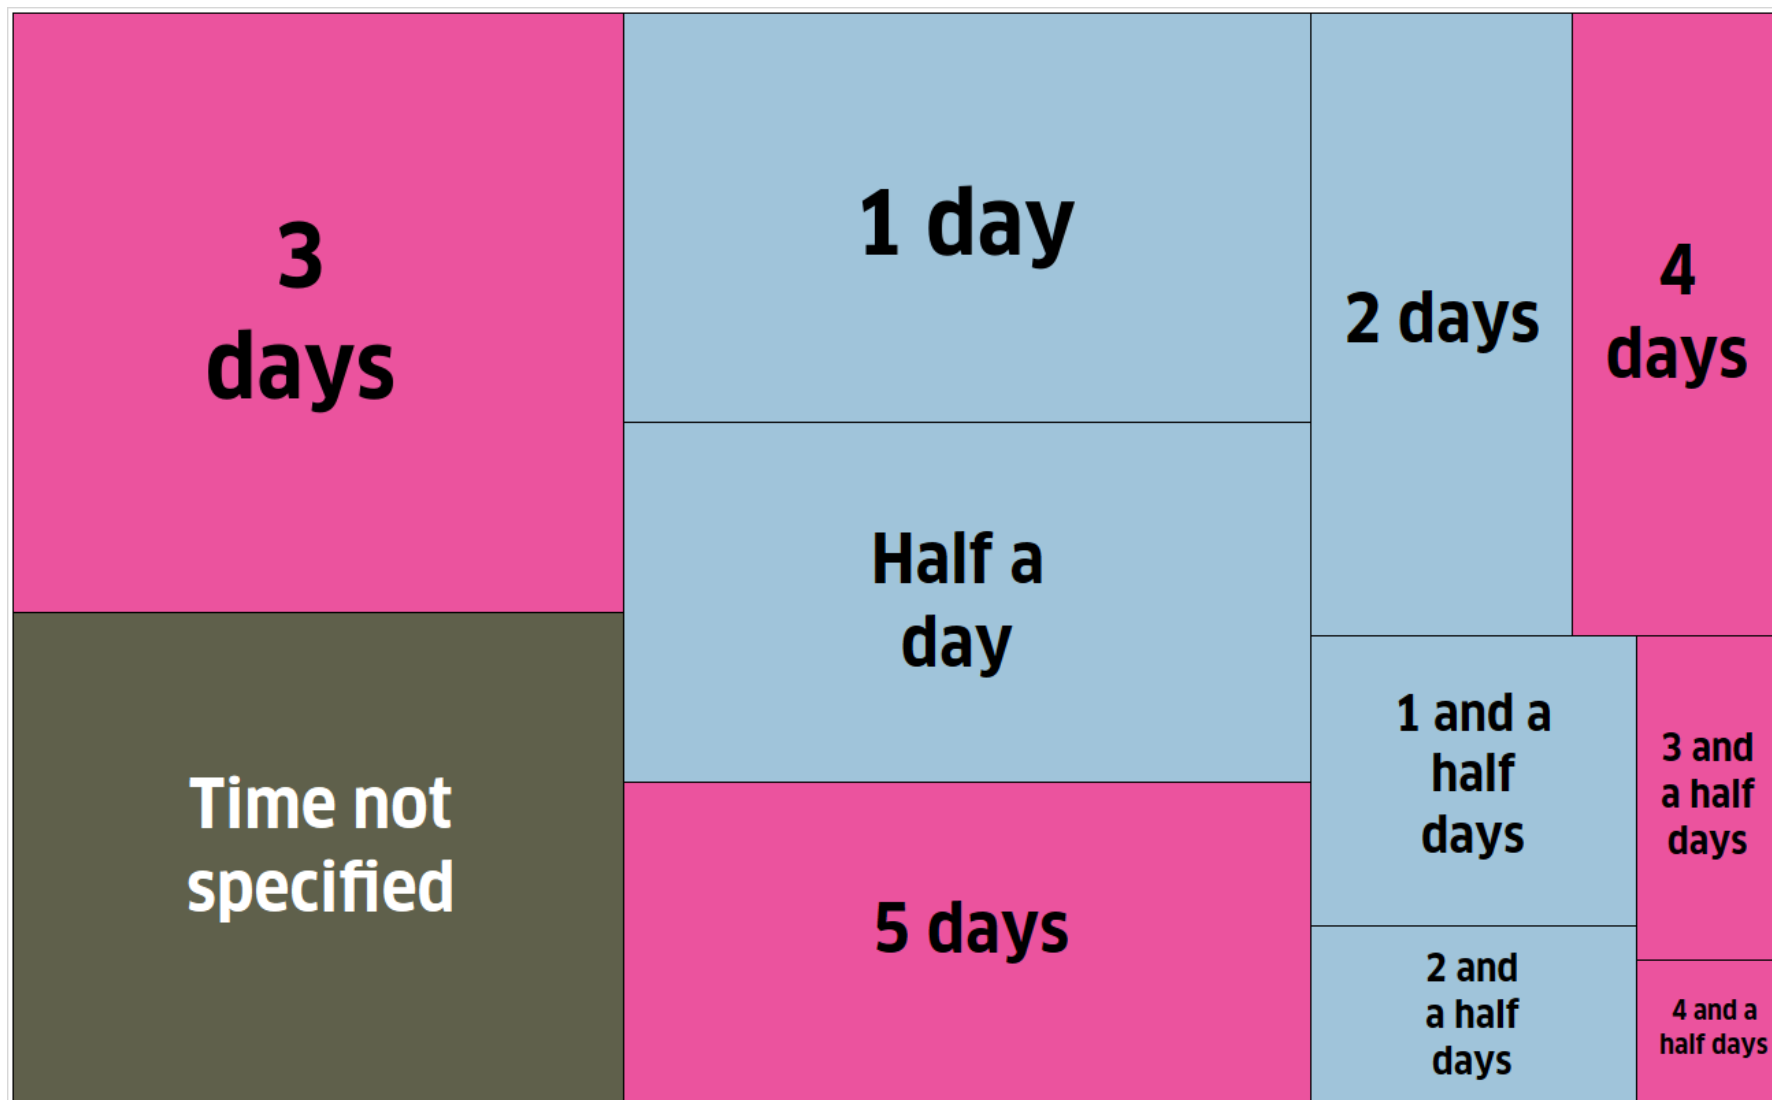 3
days
1 day
2 days
4
days
Half a
day
Time not
specified
5 days
1 and a
half
days
3 and
a half
days
2 and
a half
days
4 and a
half days